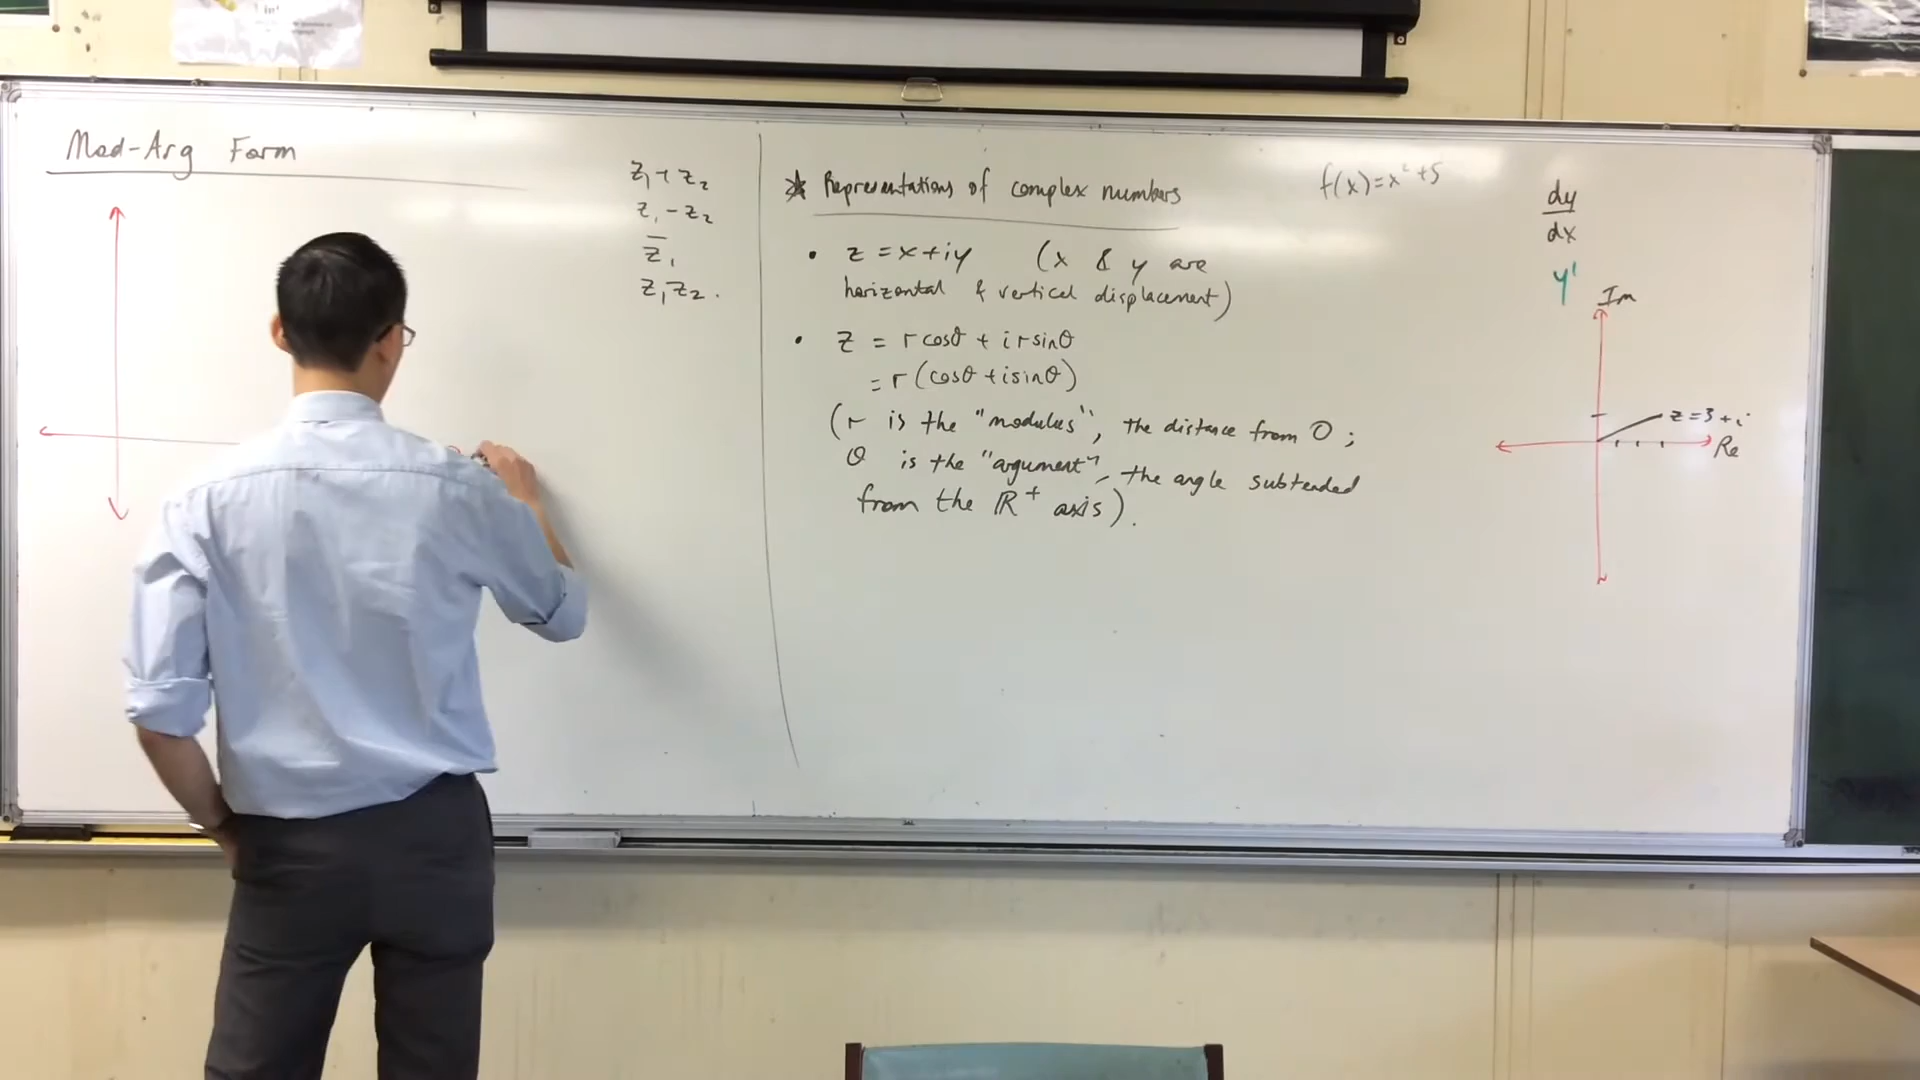 Mod-Arg Form
z₁ + z₂
z₁ - z₂
z̅₁
z₁z₂.
★ Representations of complex numbers
• z = x + iy (x & y are
horizontal & vertical displacement)
• z = r cosθ + i r sinθ
= r (cosθ + i sinθ)
(r is the "modulus", the distance from O;
θ is the "argument", the angle subtended
from the ℝ⁺ axis).
f(x) = x² + 5
dy
dx
y'
Im
z = 3 + i
Re